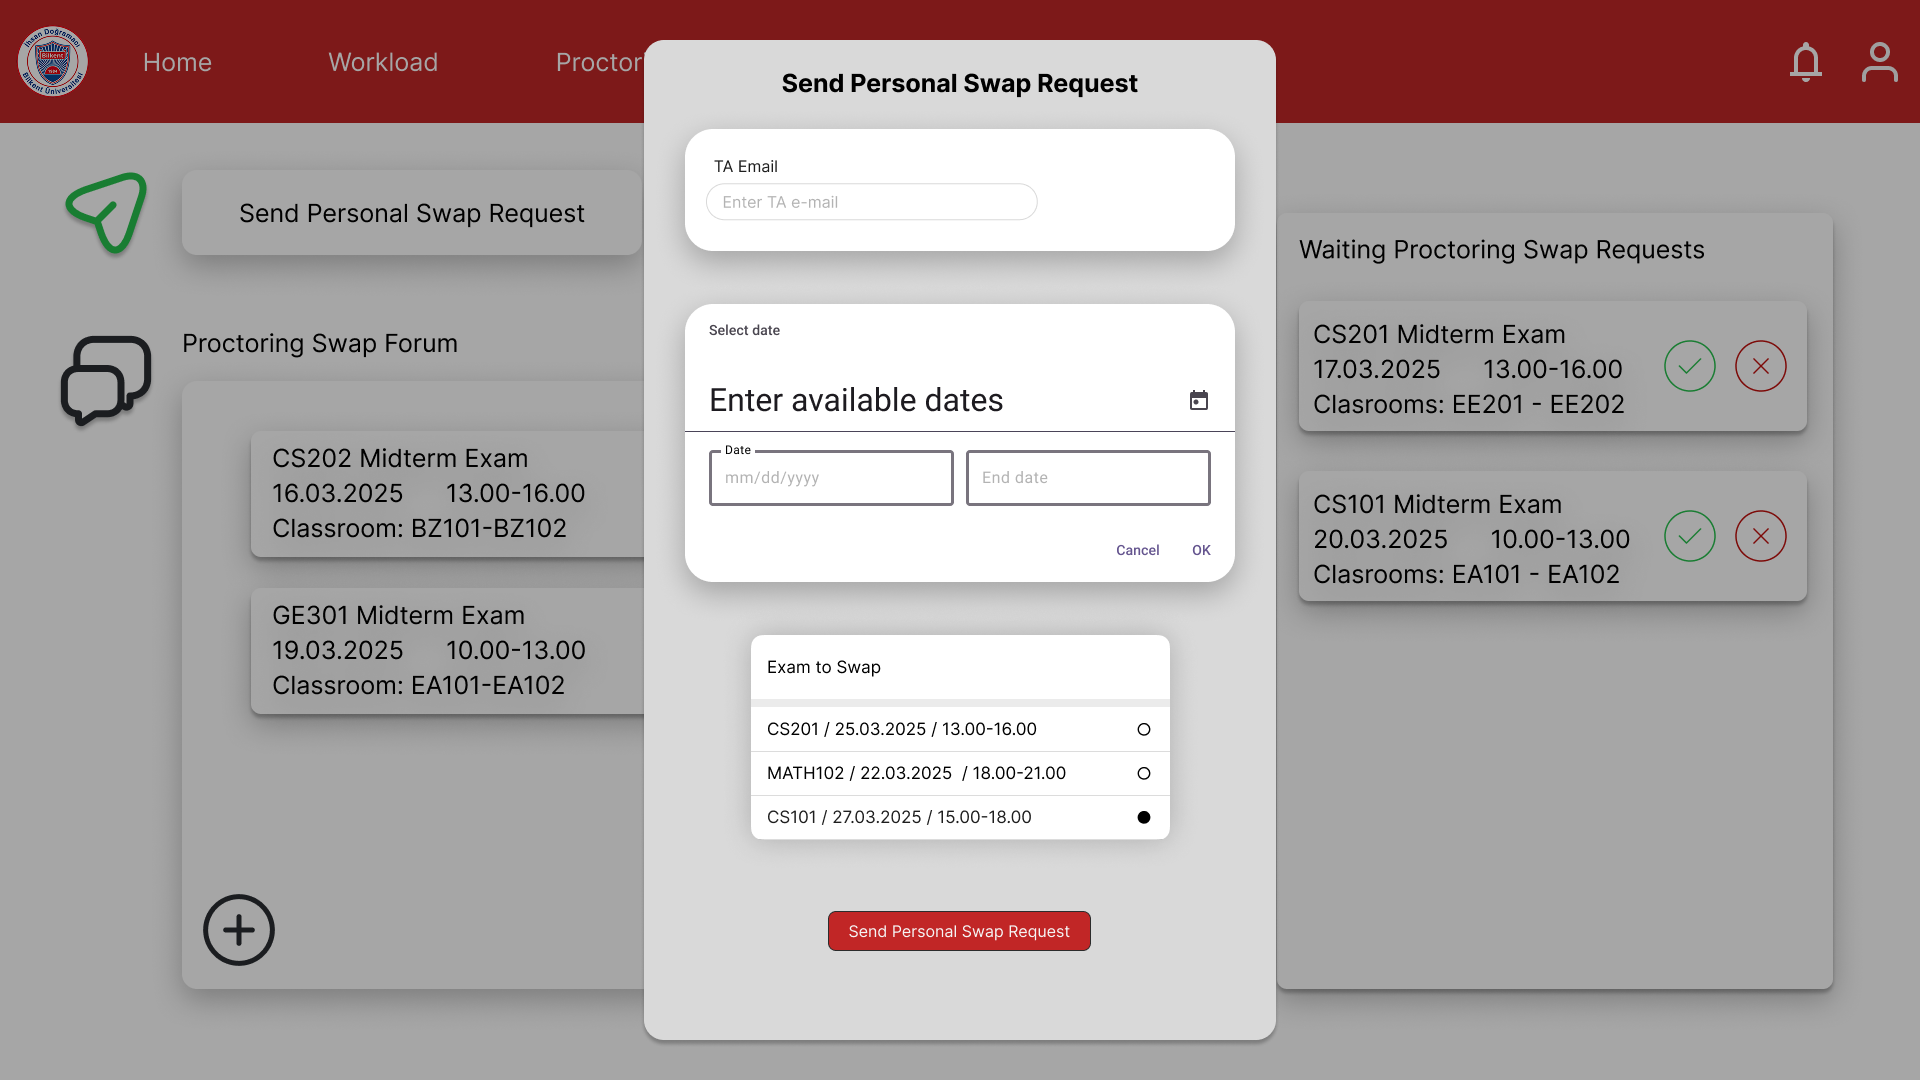 İhsan Doğramacı
Bilkent
1984
Bilkent Üniversitesi
Home
Workload
Proctori
Send Personal Swap Request
Proctoring Swap Forum
CS202 Midterm Exam
16.03.2025 13.00-16.00
Classroom: BZ101-BZ102
GE301 Midterm Exam
19.03.2025 10.00-13.00
Classroom: EA101-EA102
Send Personal Swap Request
TA Email
Enter TA e-mail
Select date
Enter available dates
Date
mm/dd/yyyy
End date
Cancel
OK
Exam to Swap
CS201 / 25.03.2025 / 13.00-16.00
MATH102 / 22.03.2025 / 18.00-21.00
CS101 / 27.03.2025 / 15.00-18.00
Send Personal Swap Request
Waiting Proctoring Swap Requests
CS201 Midterm Exam
17.03.2025 13.00-16.00
Clasrooms: EE201 - EE202
CS101 Midterm Exam
20.03.2025 10.00-13.00
Clasrooms: EA101 - EA102